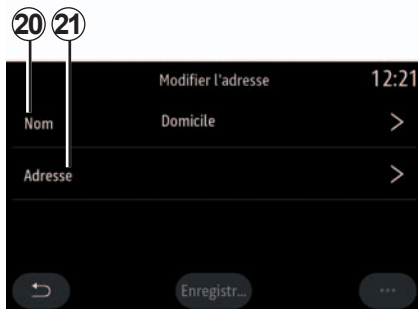 20 21
Modifier l'adresse 12:21
Nom Domicile >
Adresse >
Enregistr... ...